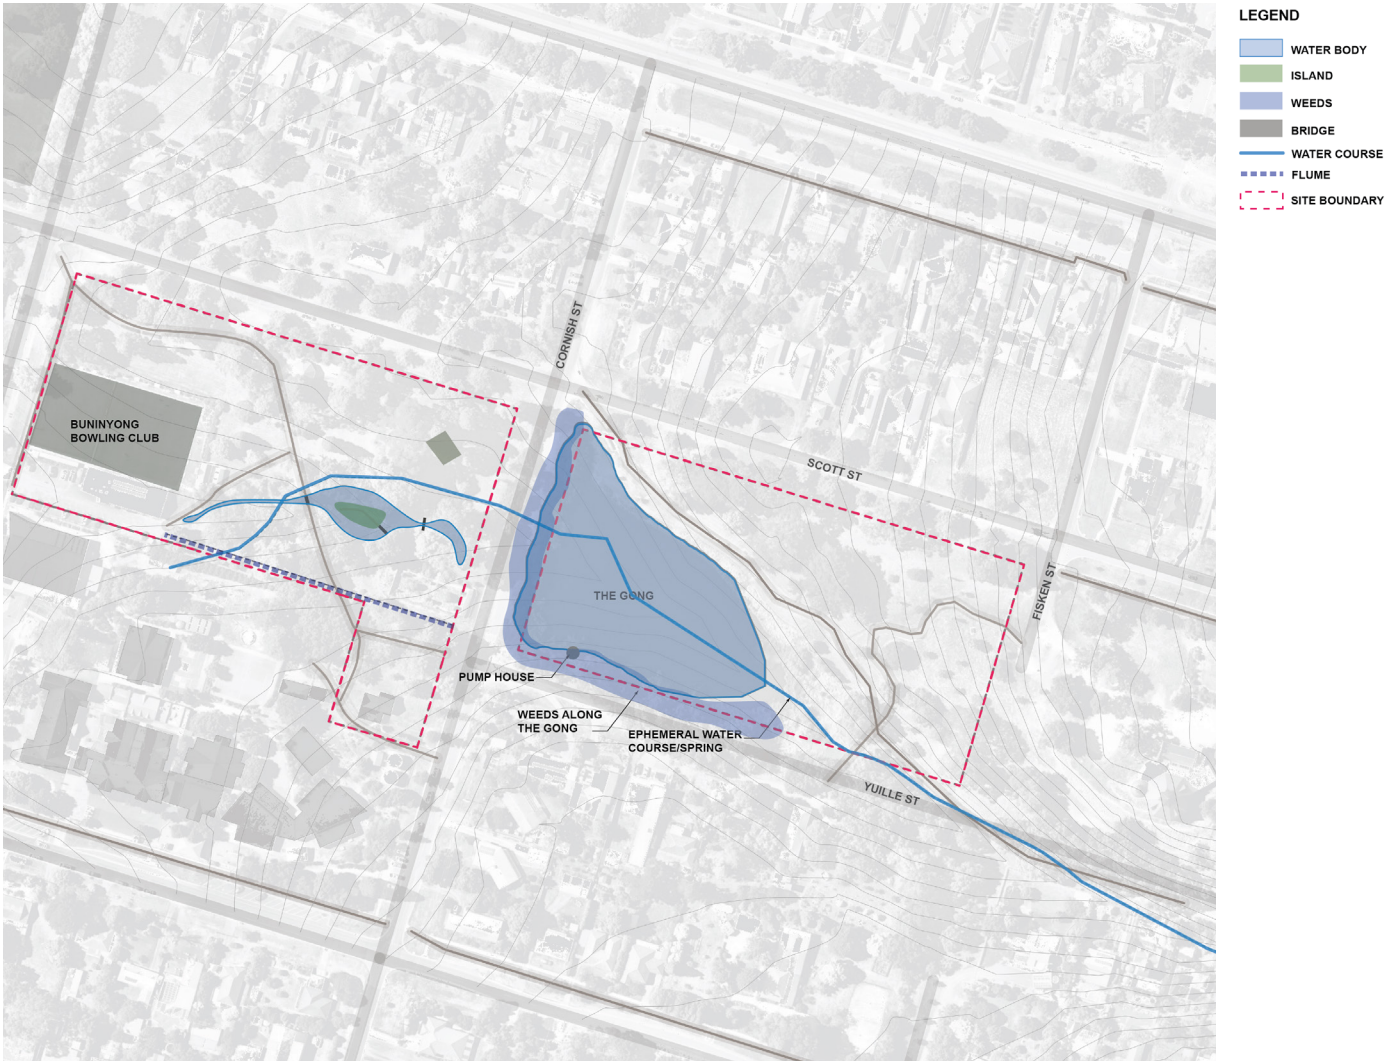 LEGEND
WATER BODY
ISLAND
WEEDS
BRIDGE
WATER COURSE
FLUME
SITE BOUNDARY
CORNISH ST
BUNINYONG
BOWLING CLUB
SCOTT ST
FISKEN ST
THE GONG
PUMP HOUSE
WEEDS ALONG
THE GONG
EPHEMERAL WATER
COURSE/SPRING
YUILLE ST